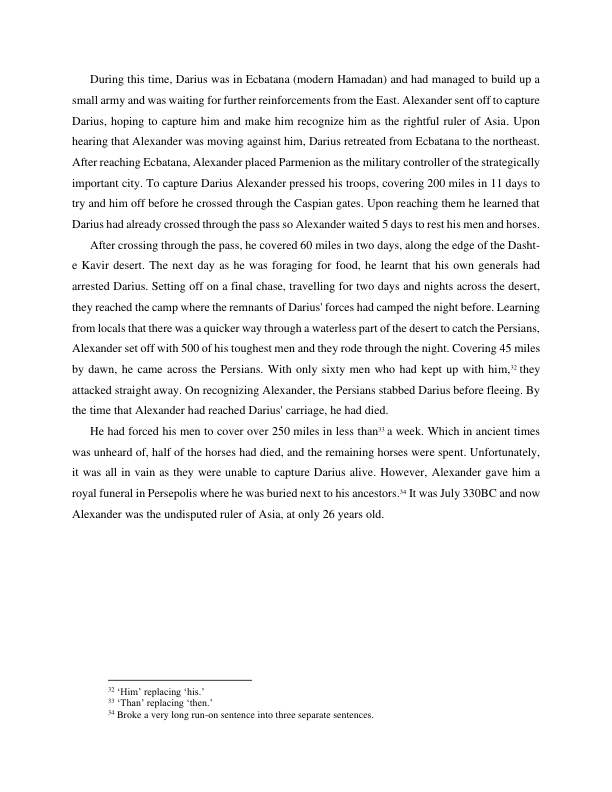 During this time, Darius was in Ecbatana (modern Hamadan) and had managed to build up a
small army and was waiting for further reinforcements from the East. Alexander sent off to capture
Darius, hoping to capture him and make him recognize him as the rightful ruler of Asia. Upon
hearing that Alexander was moving against him, Darius retreated from Ecbatana to the northeast.
After reaching Ecbatana, Alexander placed Parmenion as the military controller of the strategically
important city. To capture Darius Alexander pressed his troops, covering 200 miles in 11 days to
try and him off before he crossed through the Caspian gates. Upon reaching them he learned that
Darius had already crossed through the pass so Alexander waited 5 days to rest his men and horses.
After crossing through the pass, he covered 60 miles in two days, along the edge of the Dasht-
e Kavir desert. The next day as he was foraging for food, he learnt that his own generals had
arrested Darius. Setting off on a final chase, travelling for two days and nights across the desert,
they reached the camp where the remnants of Darius' forces had camped the night before. Learning
from locals that there was a quicker way through a waterless part of the desert to catch the Persians,
Alexander set off with 500 of his toughest men and they rode through the night. Covering 45 miles
by dawn, he came across the Persians. With only sixty men who had kept up with him,³² they
attacked straight away. On recognizing Alexander, the Persians stabbed Darius before fleeing. By
the time that Alexander had reached Darius' carriage, he had died.
He had forced his men to cover over 250 miles in less than³³ a week. Which in ancient times
was unheard of, half of the horses had died, and the remaining horses were spent. Unfortunately,
it was all in vain as they were unable to capture Darius alive. However, Alexander gave him a
royal funeral in Persepolis where he was buried next to his ancestors.³⁴ It was July 330BC and now
Alexander was the undisputed ruler of Asia, at only 26 years old.
³² ‘Him’ replacing ‘his.’
³³ ‘Than’ replacing ‘then.’
³⁴ Broke a very long run-on sentence into three separate sentences.